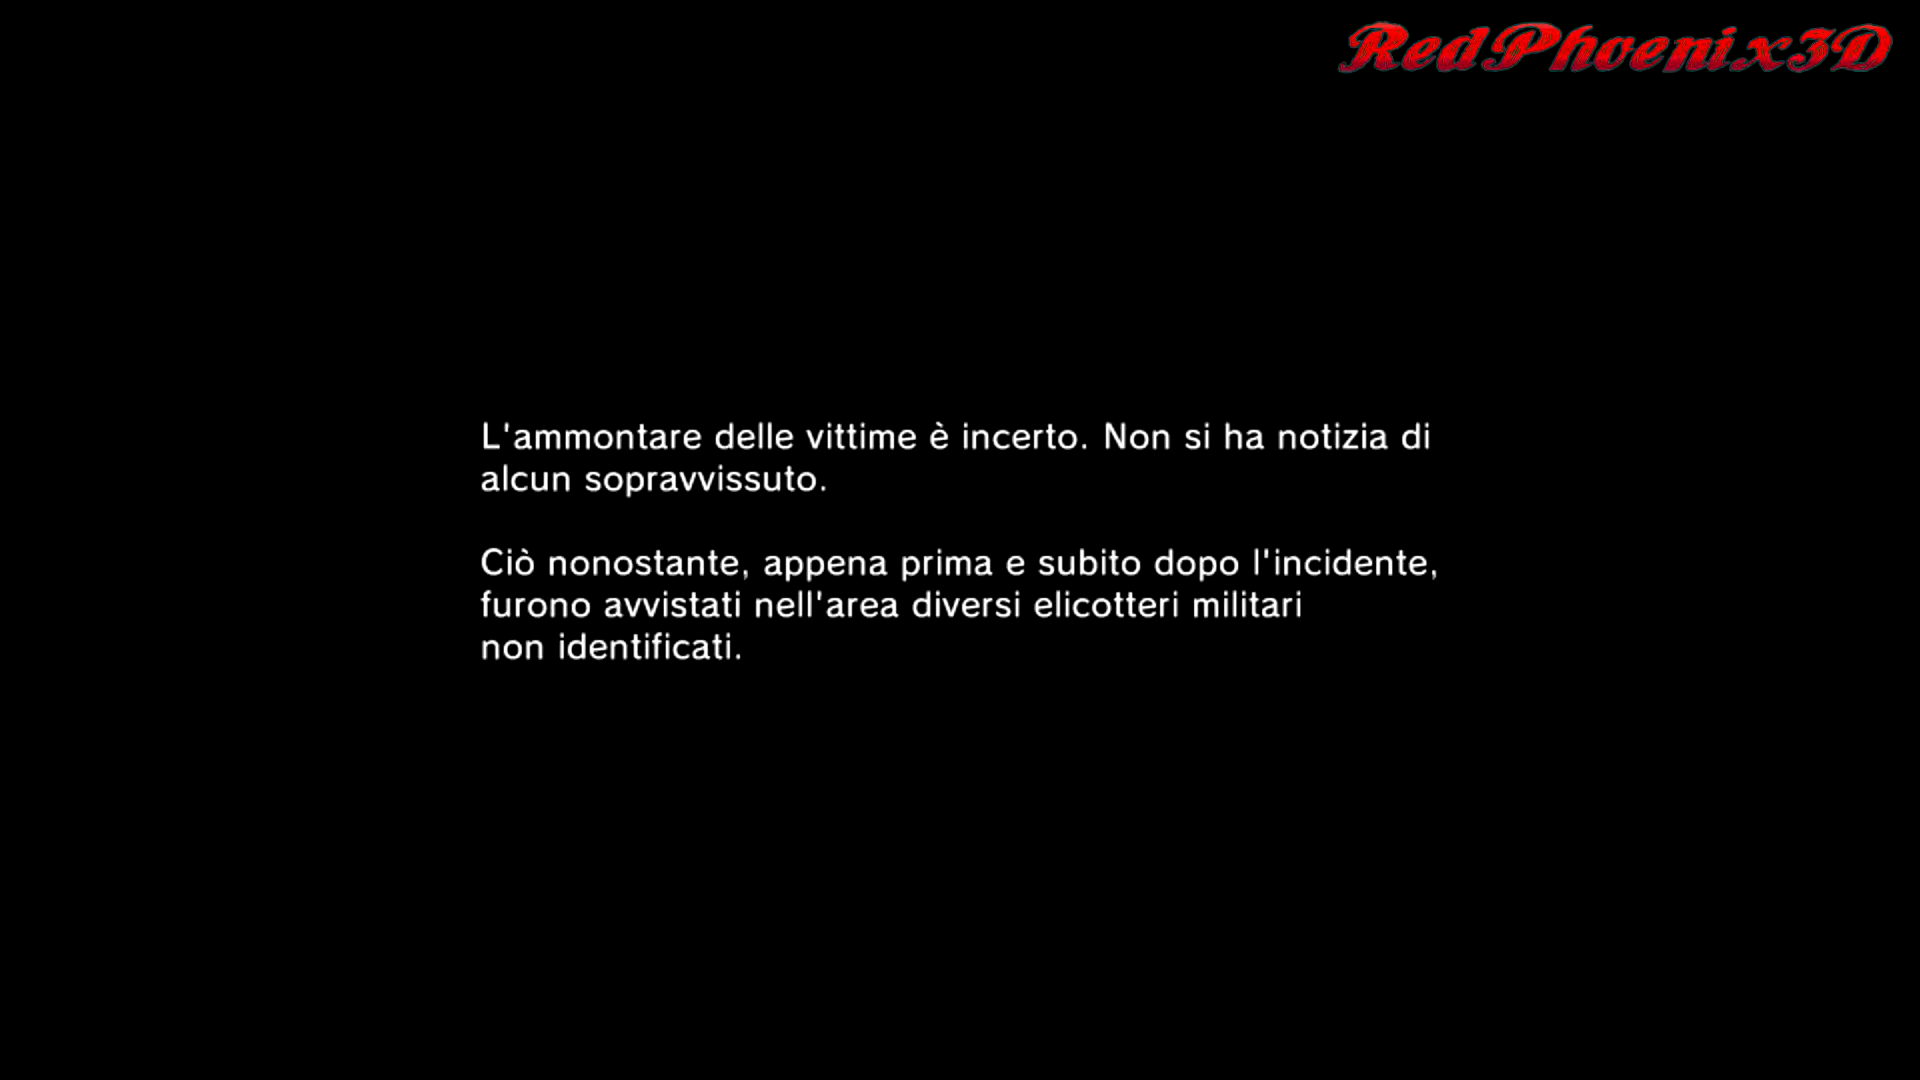 RedPhoenix3D
L'ammontare delle vittime è incerto. Non si ha notizia di
alcun sopravvissuto.
Ciò nonostante, appena prima e subito dopo l'incidente,
furono avvistati nell'area diversi elicotteri militari
non identificati.